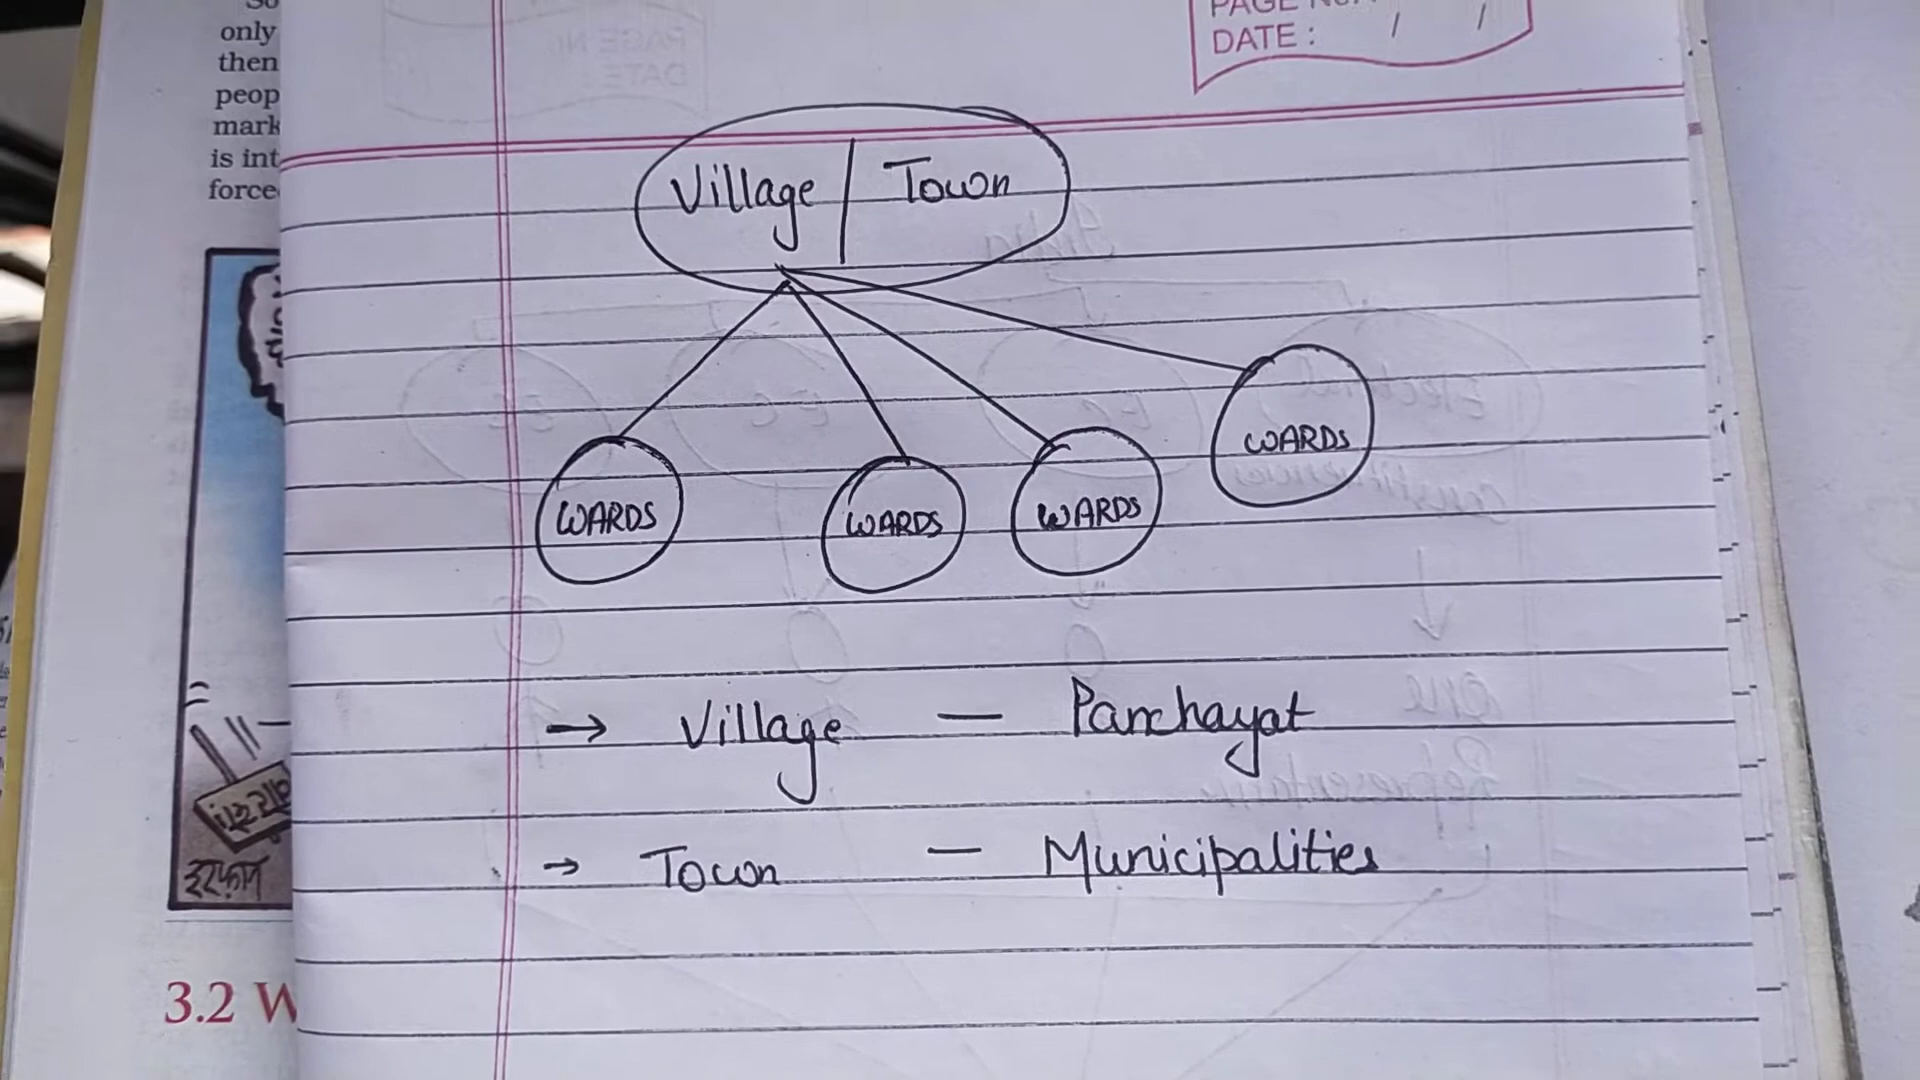 only
then
peop
mark
is int
force
DATE : / /
Village | Town
WARDS
WARDS
WARDS
WARDS
→ Village — Panchayat
→ Town — Municipalities
3.2 W